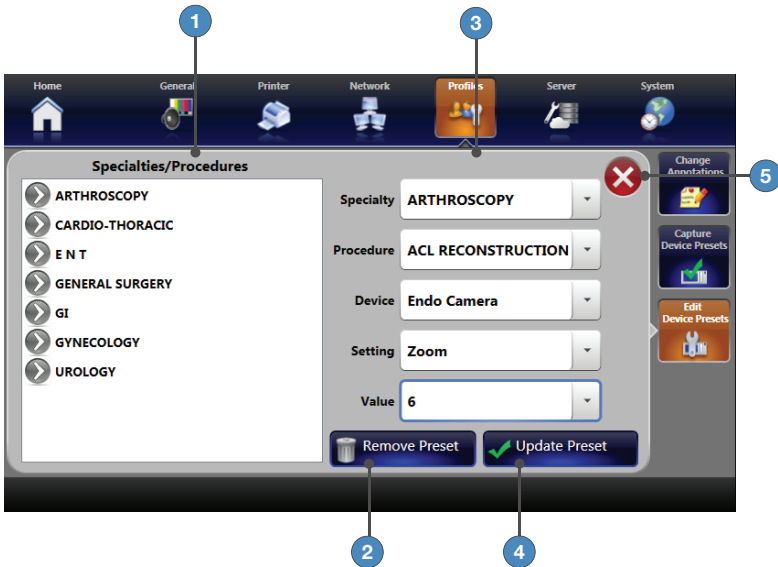 1
3
Home
General
Printer
Network
Profiles
Server
System
Specialties/Procedures
ARTHROSCOPY
CARDIO-THORACIC
E N T
GENERAL SURGERY
GI
GYNECOLOGY
UROLOGY
Specialty ARTHROSCOPY
Procedure ACL RECONSTRUCTION
Device Endo Camera
Setting Zoom
Value 6
Remove Preset
Update Preset
Change
Annotations
5
Capture
Device Presets
Edit
Device Presets
2
4